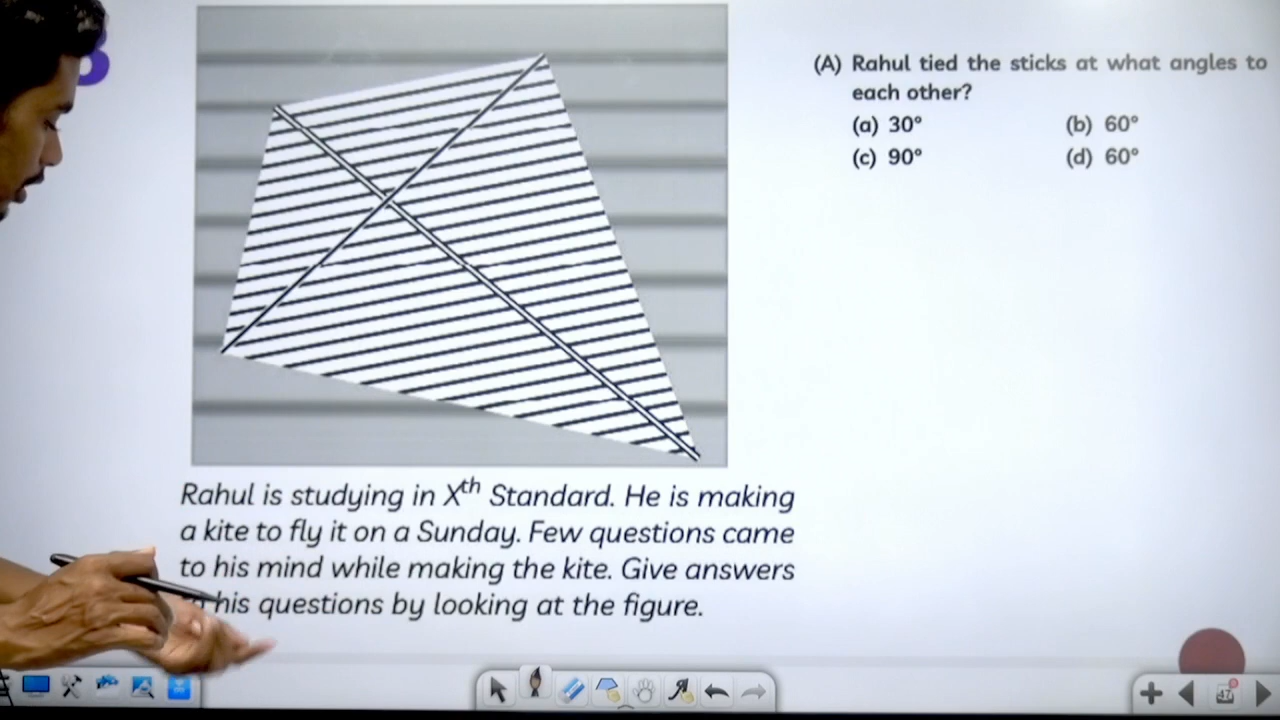 8
(A) Rahul tied the sticks at what angles to
each other?
(a) 30° (b) 60°
(c) 90° (d) 60°
Rahul is studying in Xth Standard. He is making
a kite to fly it on a Sunday. Few questions came
to his mind while making the kite. Give answers
his questions by looking at the figure.
47